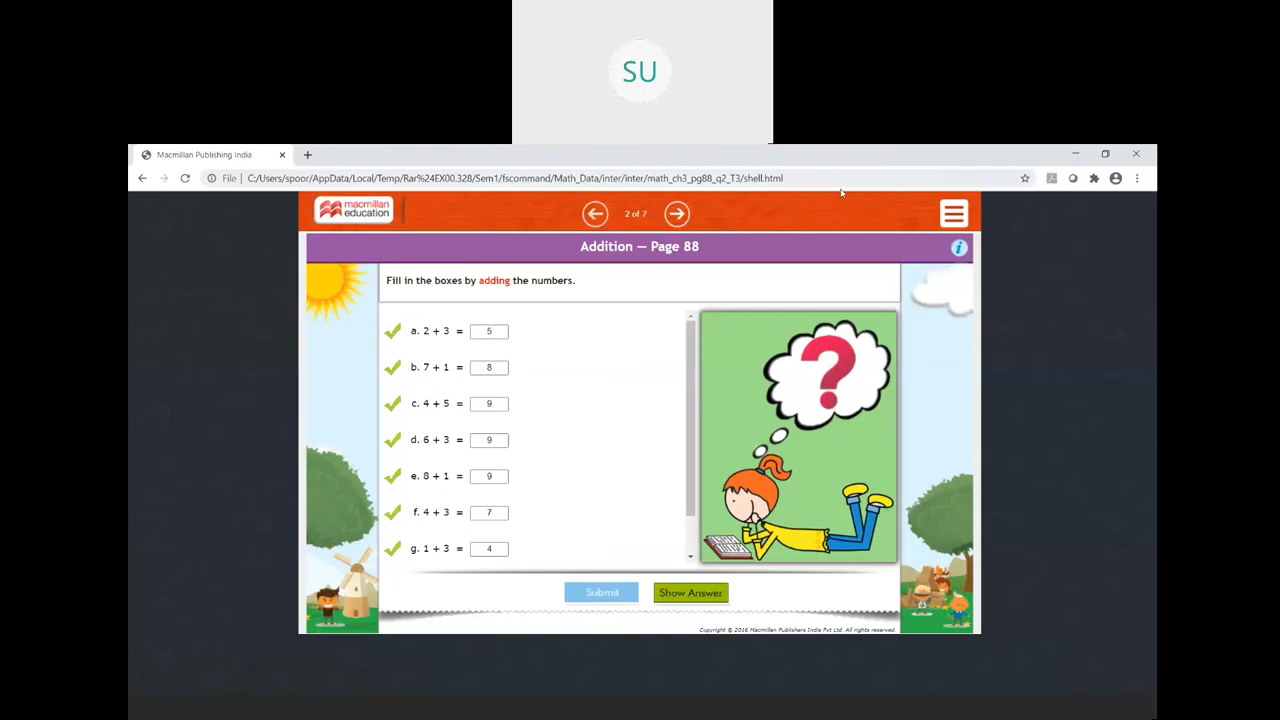 SU
Macmillan Publishing India
File | C:/Users/spoor/AppData/Local/Temp/Rar%24EX00.328/Sem1/fscommand/Math_Data/inter/inter/math_ch3_pg88_q2_T3/shell.html
macmillan
education
2 of 7
Addition — Page 88
i
Fill in the boxes by adding the numbers.
a. 2 + 3 = 5
b. 7 + 1 = 8
c. 4 + 5 = 9
d. 6 + 3 = 9
e. 8 + 1 = 9
f. 4 + 3 = 7
g. 1 + 3 = 4
?
Submit
Show Answer
Copyright © 2016 Macmillan Publishers India Pvt Ltd. All rights reserved